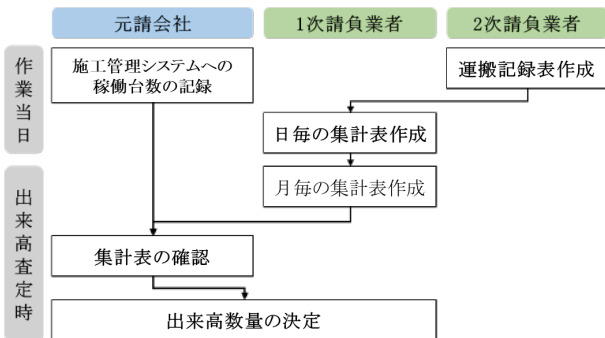 元請会社
1次請負業者
2次請負業者
作業当日
施工管理システムへの
稼働台数の記録
運搬記録表作成
日毎の集計表作成
出来高査定時
月毎の集計表作成
集計表の確認
出来高数量の決定